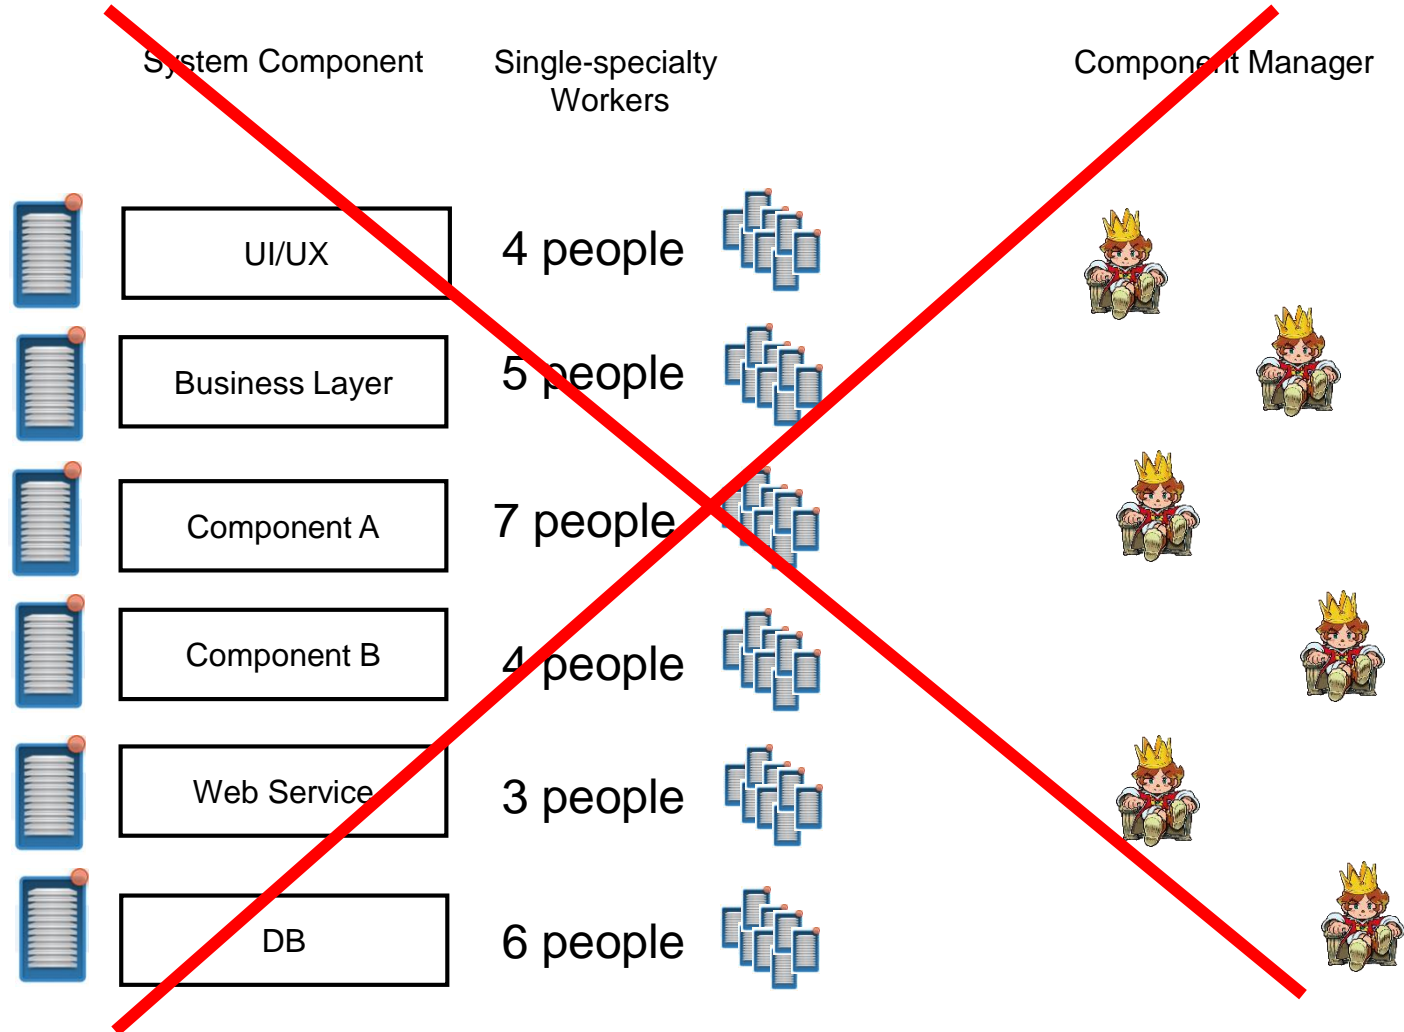 System Component
Single-specialty
Workers
Component Manager
UI/UX
4 people
Business Layer
5 people
Component A
7 people
Component B
4 people
Web Service
3 people
DB
6 people